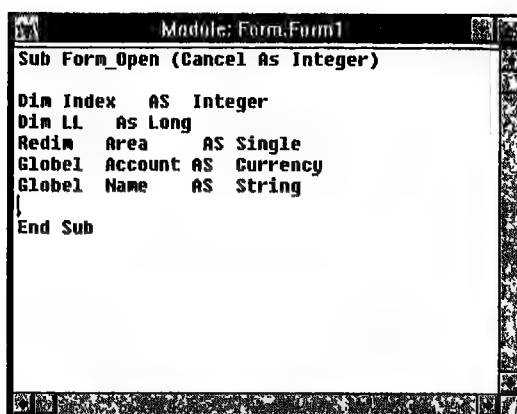 Module: Form.Form1
Sub Form_Open (Cancel As Integer)
Dim Index AS Integer
Dim LL As Long
Redim Area AS Single
Globel Account AS Currency
Globel Name AS String
End Sub